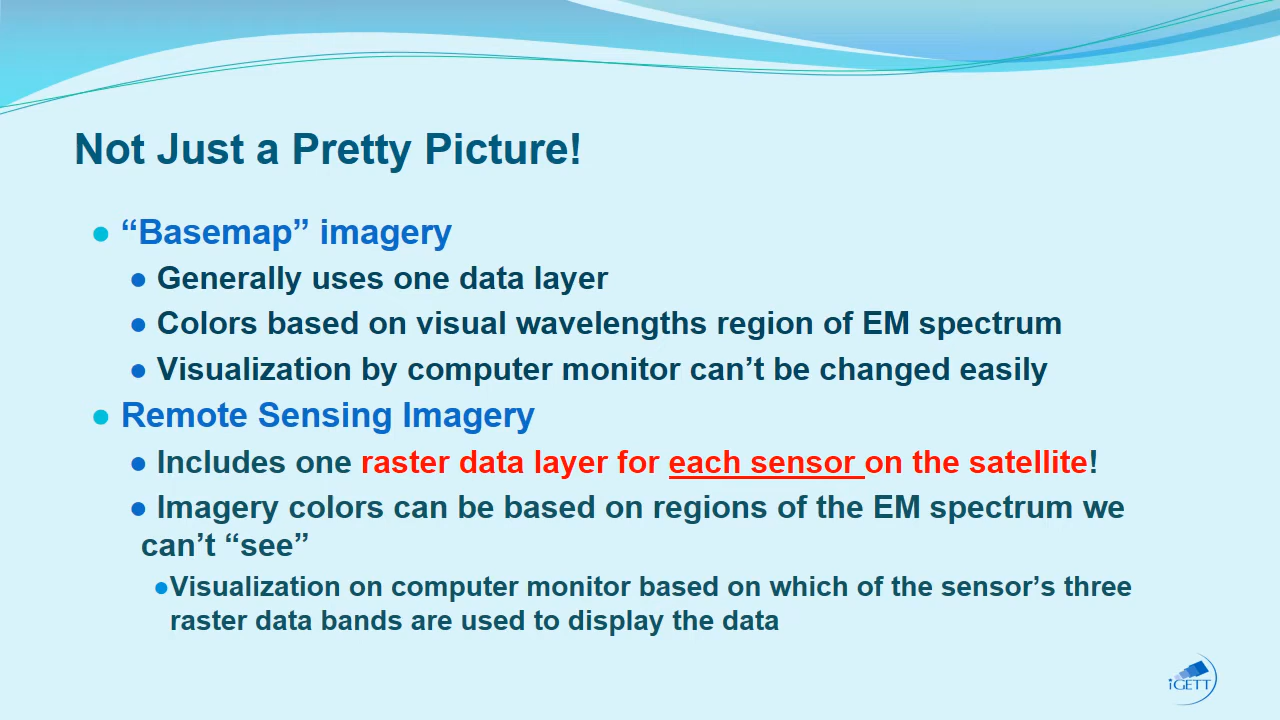 Not Just a Pretty Picture!
“Basemap” imagery
Generally uses one data layer
Colors based on visual wavelengths region of EM spectrum
Visualization by computer monitor can’t be changed easily
Remote Sensing Imagery
Includes one raster data layer for each sensor on the satellite!
Imagery colors can be based on regions of the EM spectrum we
can’t “see”
Visualization on computer monitor based on which of the sensor’s three
raster data bands are used to display the data
iGETT